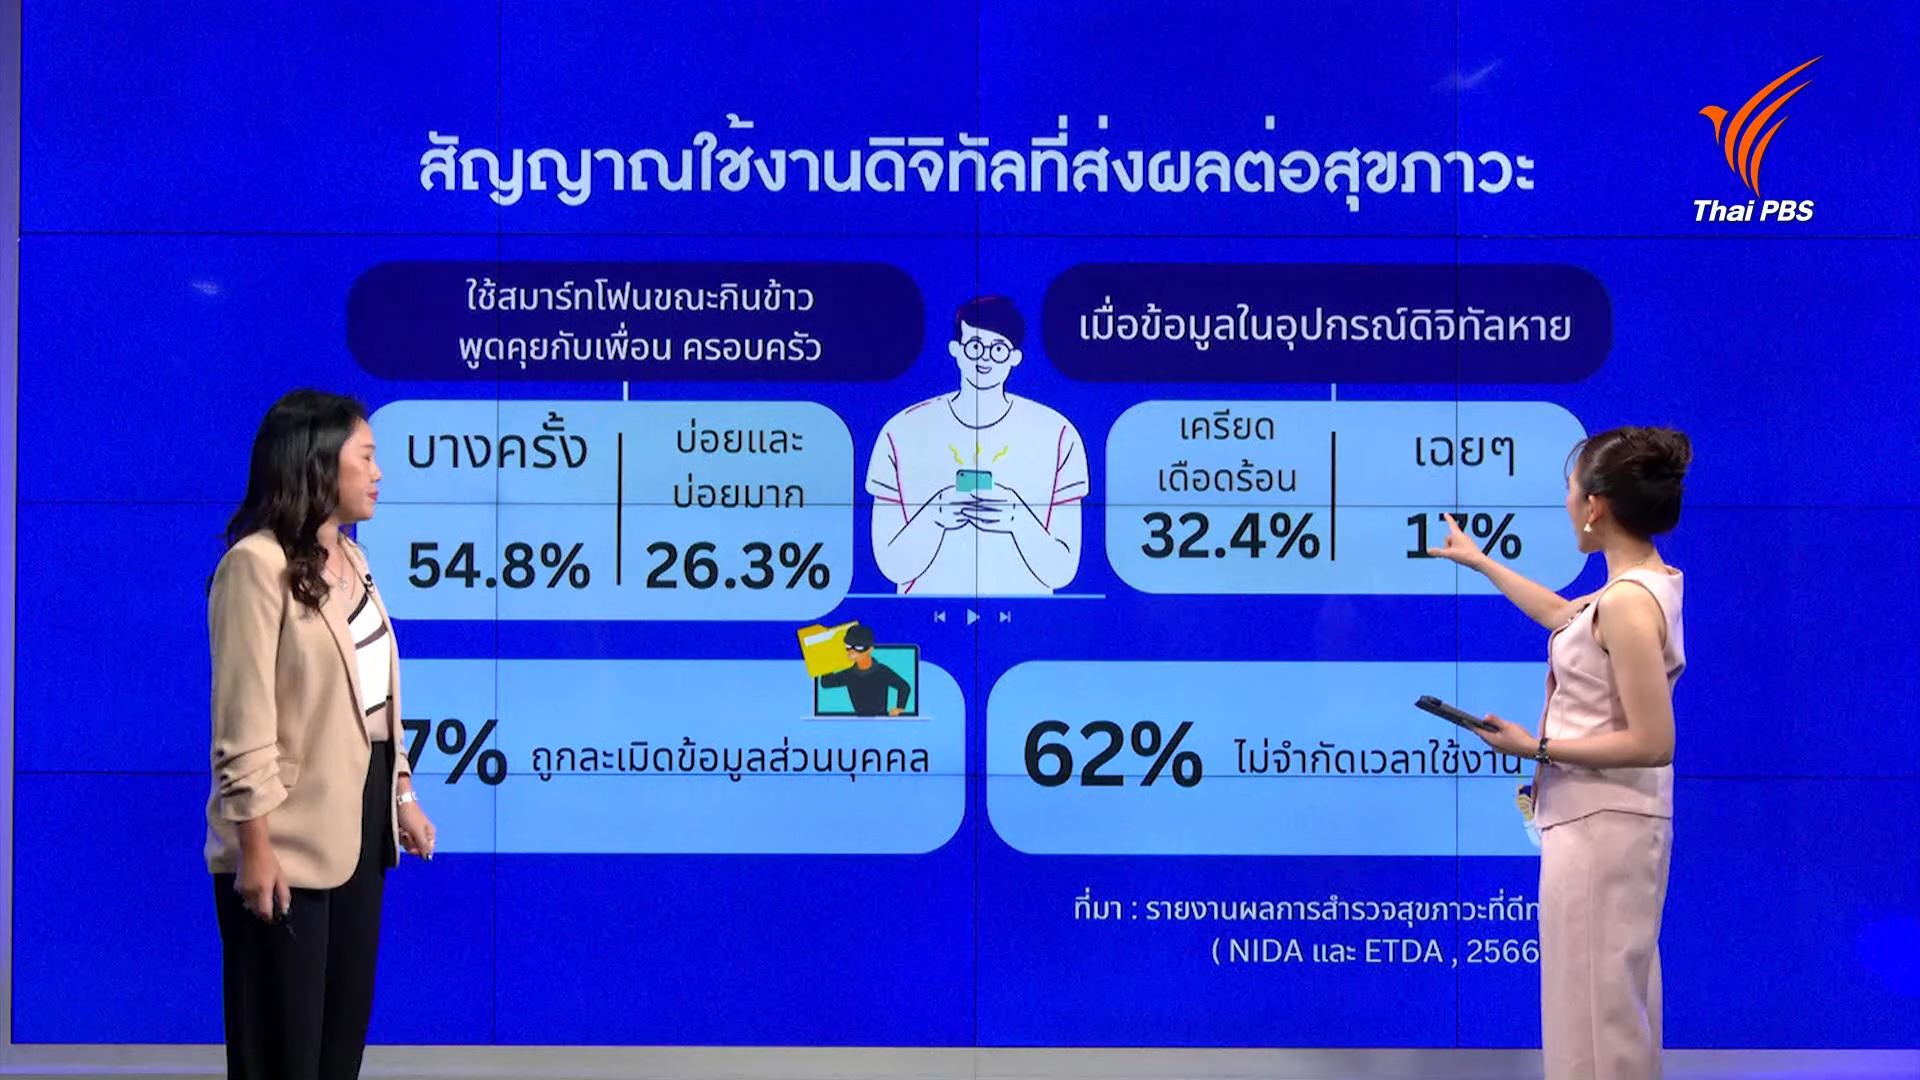 สัญญาณใช้งานดิจิทัลที่ส่งผลต่อสุขภาวะ
Thai PBS
ใช้สมาร์ทโฟนขณะกินข้าว
พูดคุยกับเพื่อน ครอบครัว
บางครั้ง
54.8%
บ่อยและ
บ่อยมาก
26.3%
เมื่อข้อมูลในอุปกรณ์ดิจิทัลหาย
เครียด
เดือดร้อน
32.4%
เฉยๆ
17%
7% ถูกละเมิดข้อมูลส่วนบุคคล
62% ไม่จำกัดเวลาใช้งาน
ที่มา : รายงานผลการสำรวจสุขภาวะที่ดีท
( NIDA และ ETDA , 2566